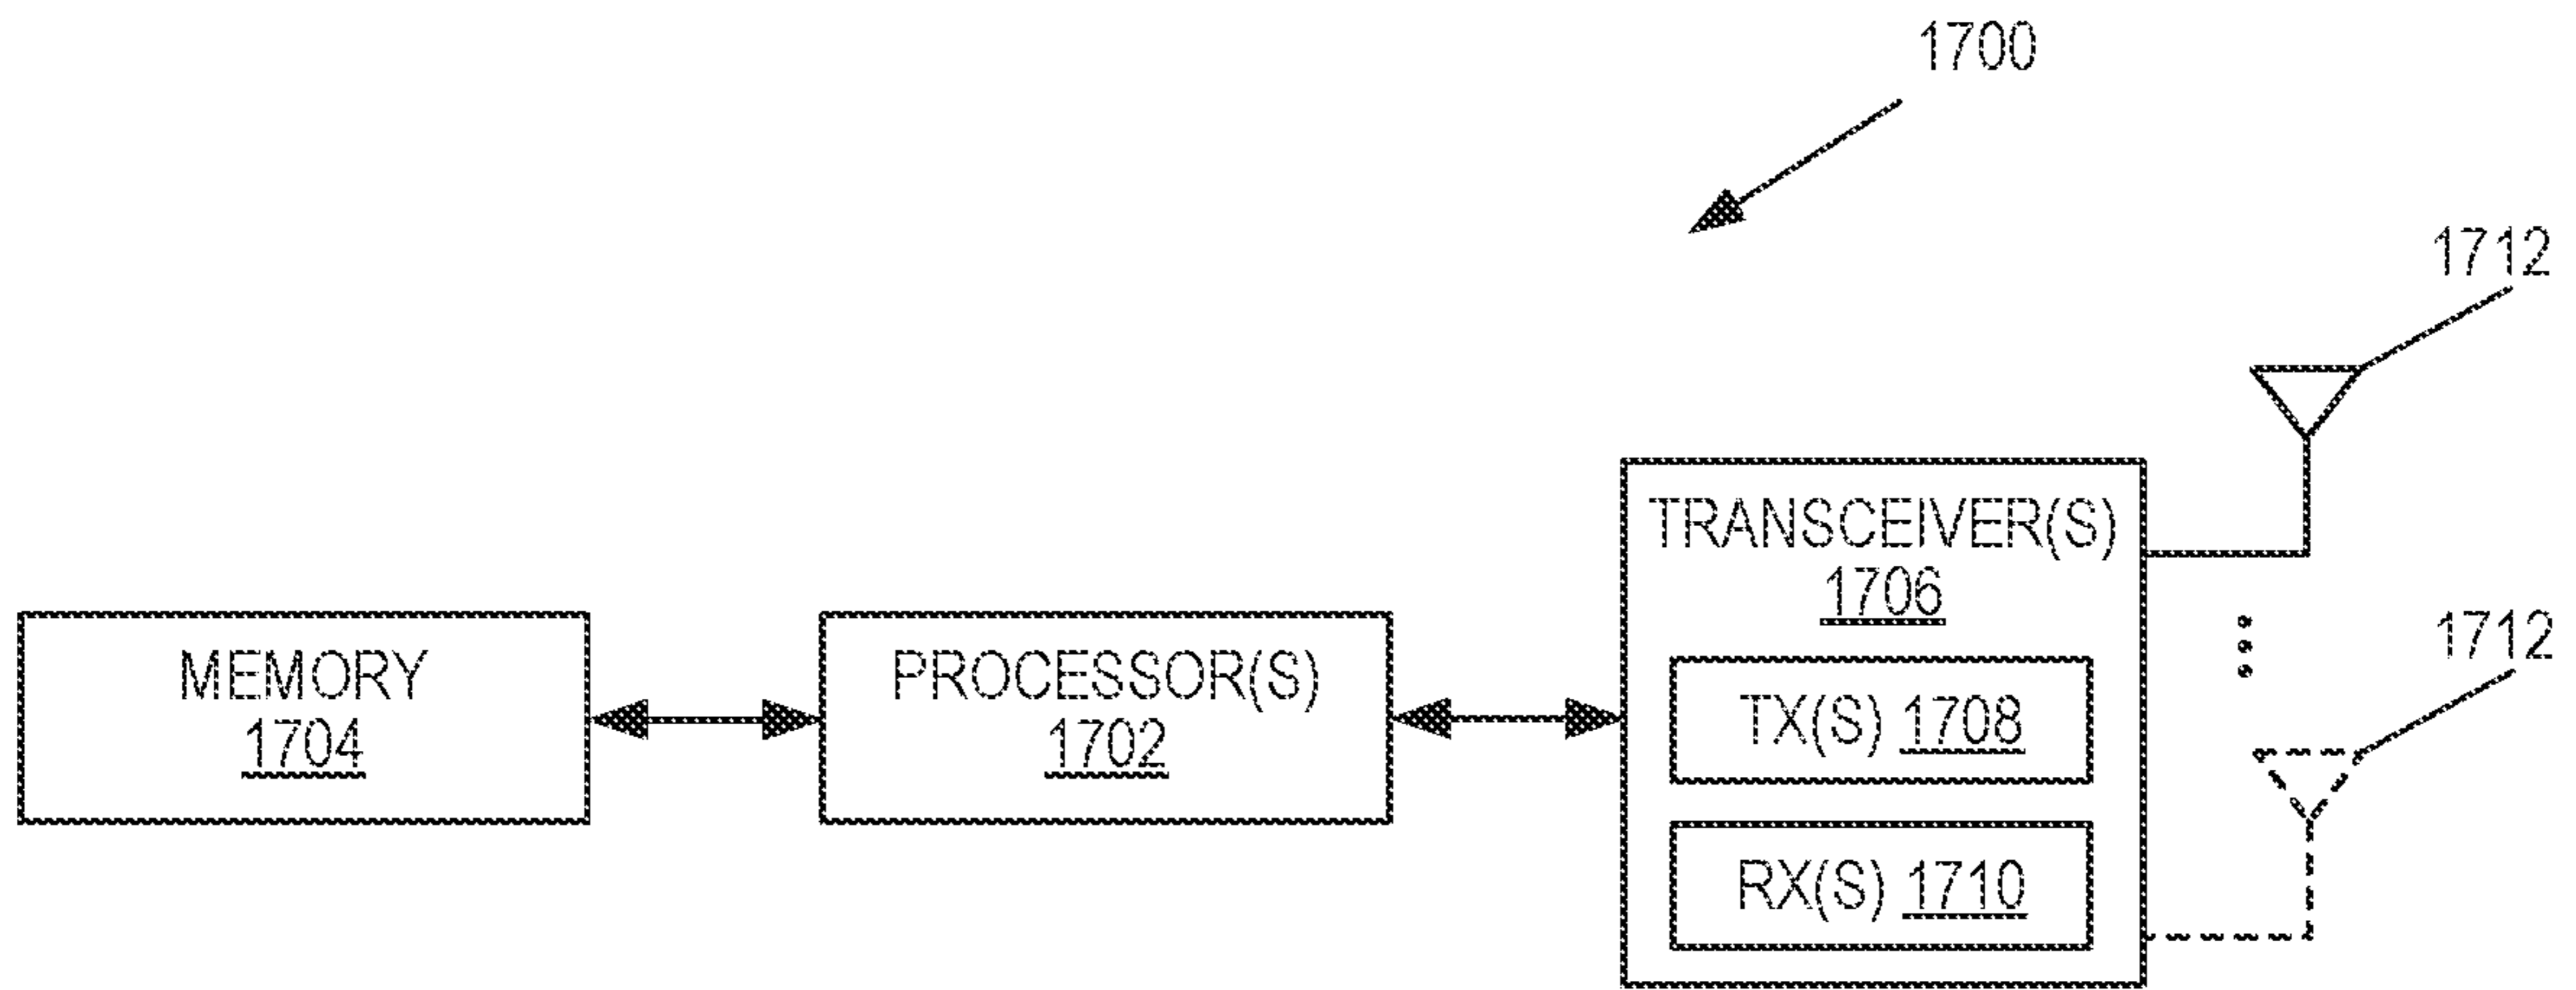 1700
1712
TRANSCEIVER(S)
1706
1712
MEMORY
1704
PROCESSOR(S)
1702
TX(S) 1708
RX(S) 1710